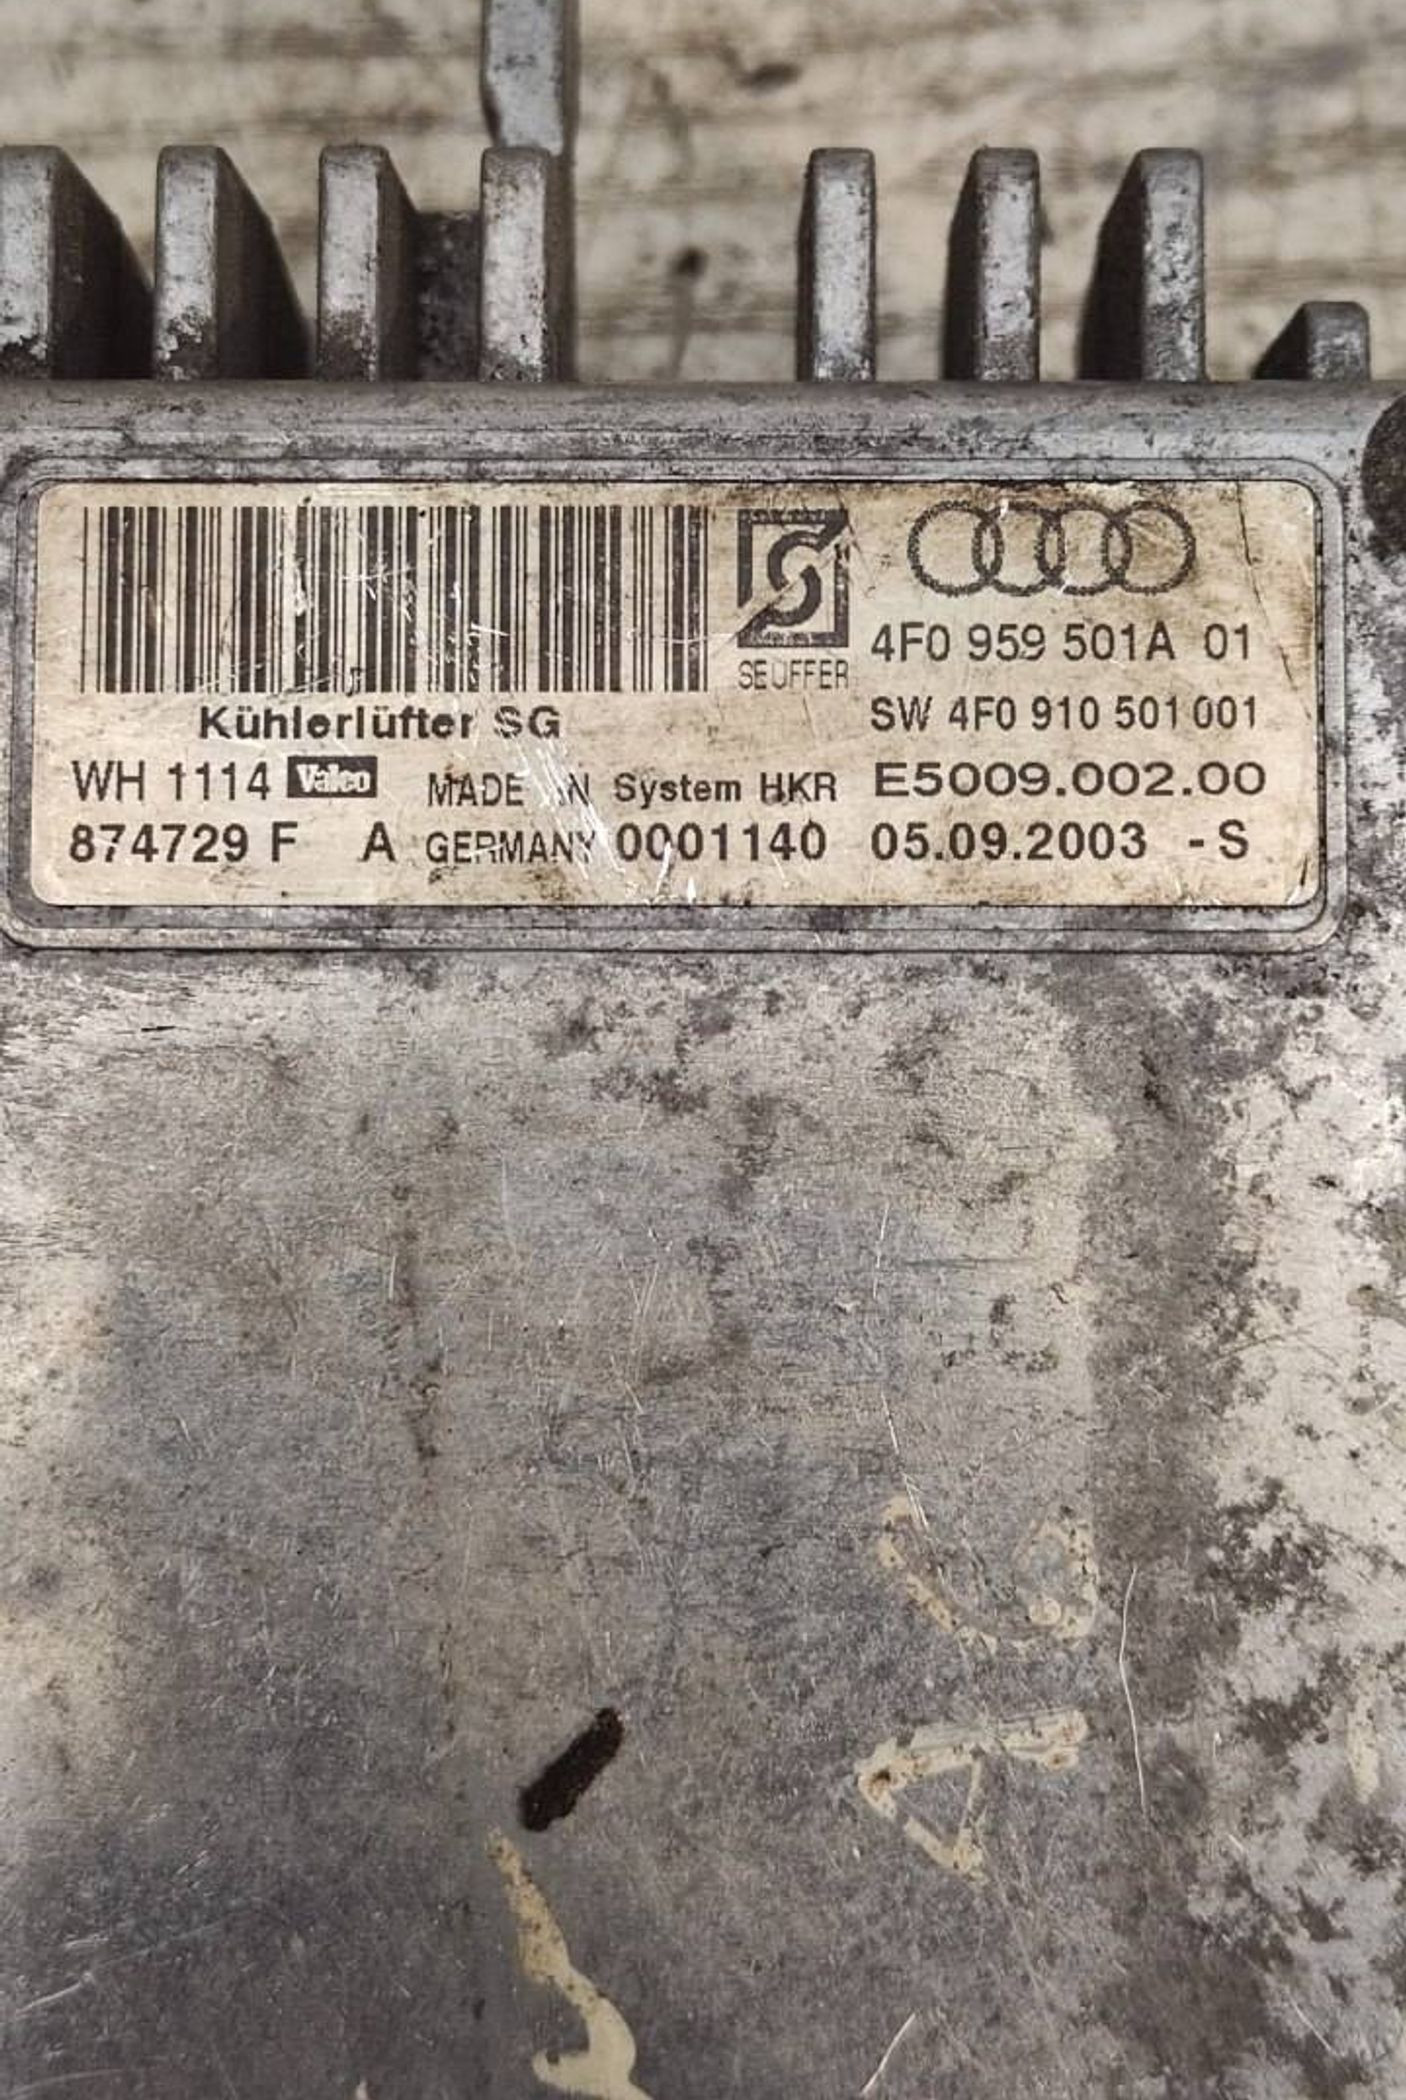 SEUFFER
4F0 959 501A 01
Kühlerlüfter SG
SW 4F0 910 501 001
WH 1114 Valeo MADE IN System HKR E5009.002.00
874729 F A GERMANY 0001140 05.09.2003 -S